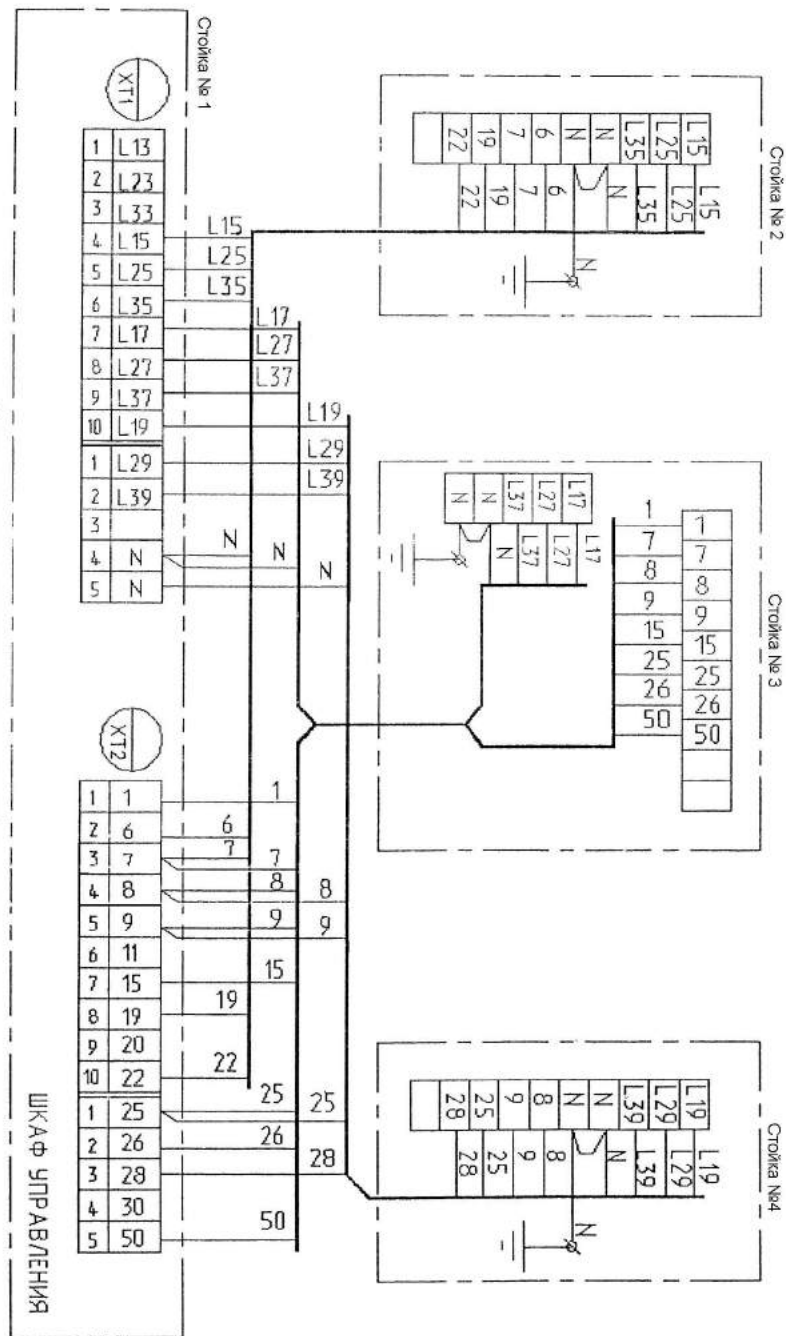 Стойка № 1
XT1
1 L13
2 L23
3 L33
4 L15
5 L25
6 L35
7 L17
8 L27
9 L37
10 L19
1 L29
2 L39
3
4 N
5 N
L15
L25
L35
L17
L27
L37
L19
L29
L39
N N N
XT2
1 1
2 6
3 7
4 8
5 9
6 11
7 15
8 19
9 20
10 22
1 25
2 26
3 28
4 30
5 50
1
6
7
7
8 8
9 9
15
19
22
25 25
26
28
50
ШКАФ УПРАВЛЕНИЯ
Стойка № 2
L15
L25
L35
N
N
6
7
19
22
L15
L25
L35
N
6
7
19
22
N
Стойка № 3
L17
L27
L37
N
N
L17
L27
L37
N
1 1
7 7
8 8
9 9
15 15
25 25
26 26
50 50
Стойка №4
L19
L29
L39
N
N
8
9
25
28
L19
L29
L39
N
8
9
25
28
N